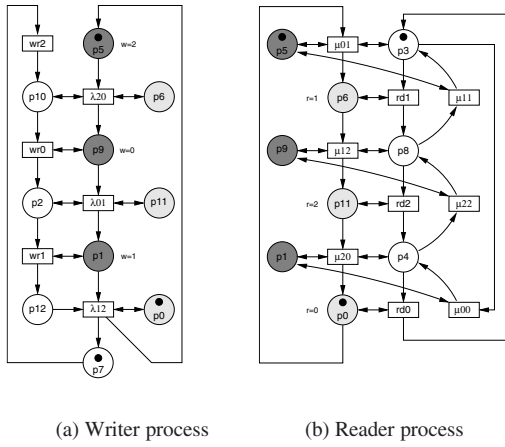 wr2
p5
w=2
p10
λ20
p6
wr0
p9
w=0
p2
λ01
p11
wr1
p1
w=1
p12
λ12
p0
p7
(a) Writer process
p5
μ01
p3
r=1
p6
rd1
μ11
p9
μ12
p8
r=2
p11
rd2
μ22
p1
μ20
p4
r=0
p0
rd0
μ00
(b) Reader process